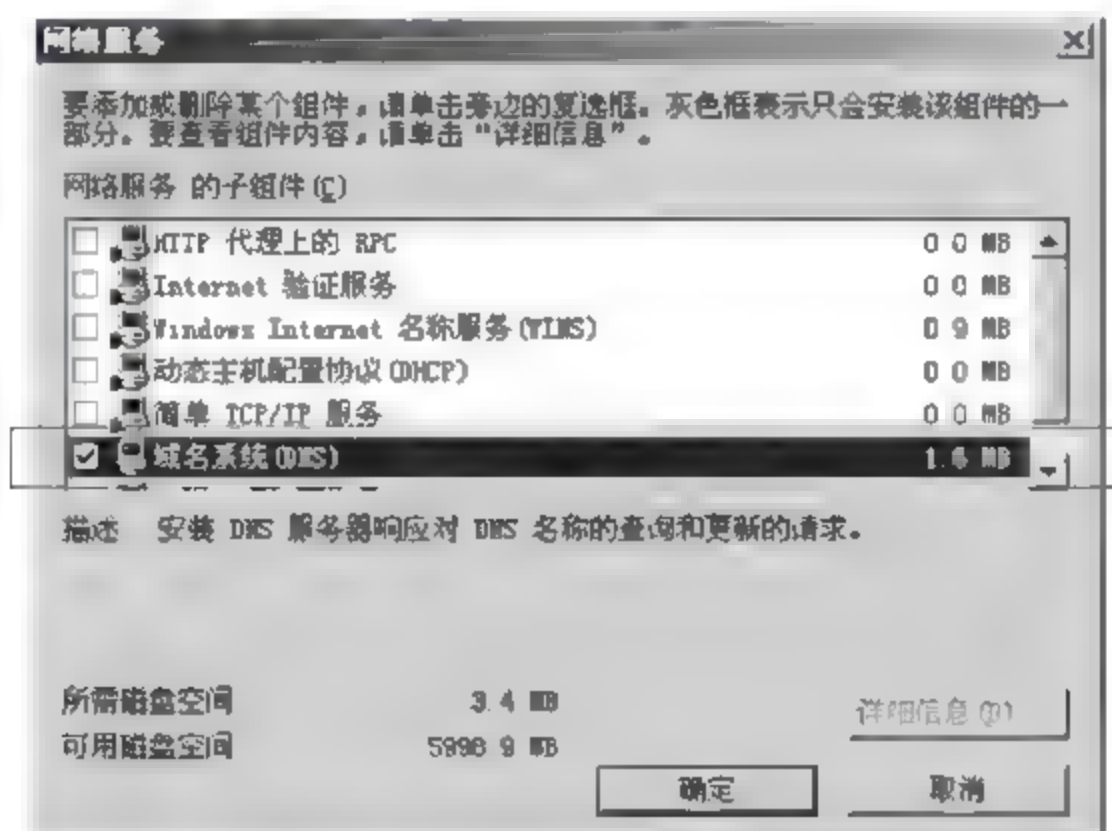 网络服务
要添加或删除某个组件，请单击旁边的复选框。灰色框表示只会安装该组件的一
部分。要查看组件内容，请单击“详细信息”。
网络服务 的子组件(C)
HTTP 代理上的 RPC 0.0 MB
Internet 验证服务 0.0 MB
Windows Internet 名称服务(WINS) 0.9 MB
动态主机配置协议(DHCP) 0.0 MB
简单 TCP/IP 服务 0.0 MB
域名系统(DNS) 1.6 MB
描述 安装 DNS 服务器响应对 DNS 名称的查询和更新的请求。
所需磁盘空间 3.4 MB
详细信息(D)
可用磁盘空间 MB
确定 取消